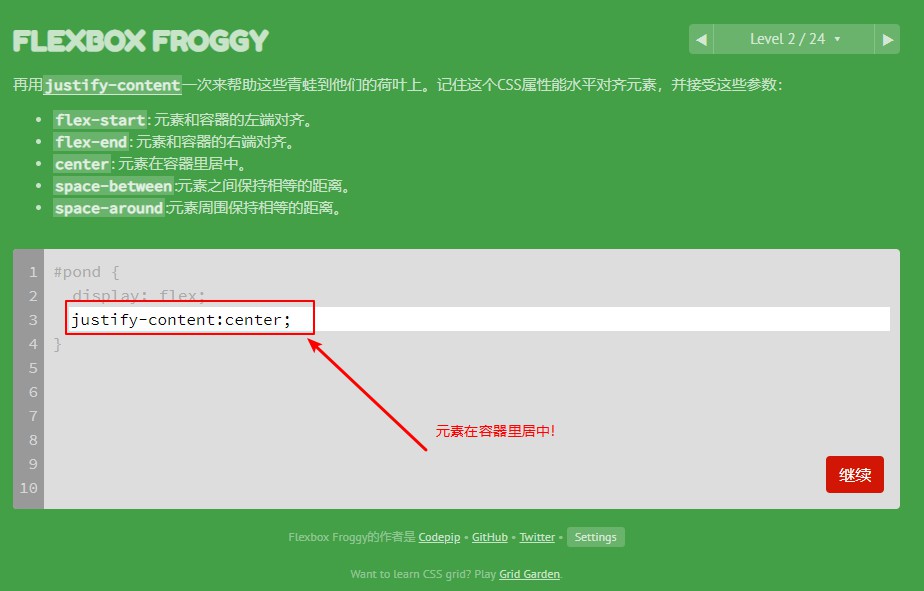 FLEXBOX FROGGY
◀ Level 2 / 24 ▾ ▶
再用justify-content一次来帮助这些青蛙到他们的荷叶上。记住这个CSS属性能水平对齐元素，并接受这些参数：
• flex-start: 元素和容器的左端对齐。
• flex-end: 元素和容器的右端对齐。
• center: 元素在容器里居中。
• space-between:元素之间保持相等的距离。
• space-around:元素周围保持相等的距离。
1 #pond {
2 display: flex;
3 justify-content:center;
4 }
5
6
7
元素在容器里居中!
8
9
继续
10
Flexbox Froggy的作者是 Codepip • GitHub • Twitter • Settings
Want to learn CSS grid? Play Grid Garden.